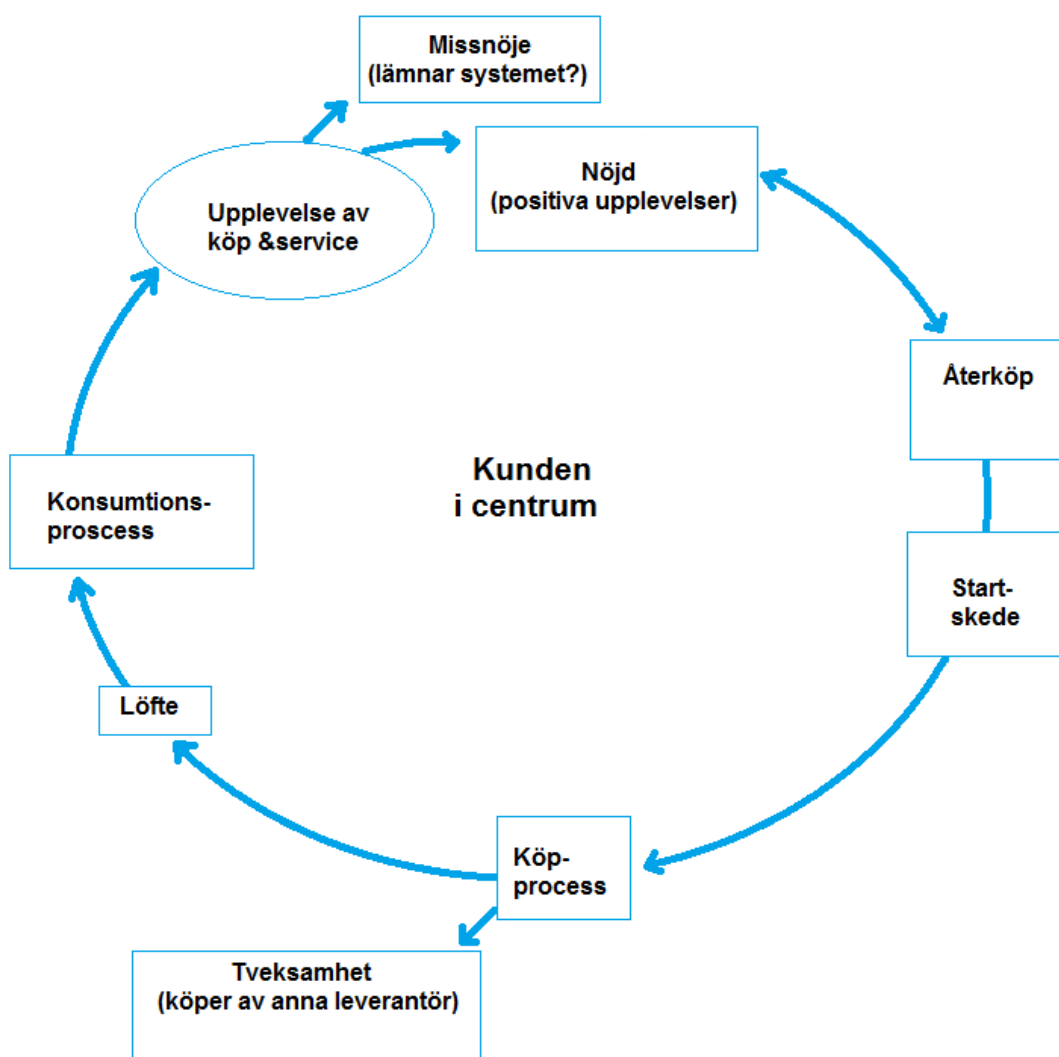 Missnöje
(lämnar systemet?)
Nöjd
(positiva upplevelser)
Upplevelse av
köp &service
Återköp
Kunden
i centrum
Konsumtions-
proscess
Start-
skede
Löfte
Köp-
process
Tveksamhet
(köper av anna leverantör)